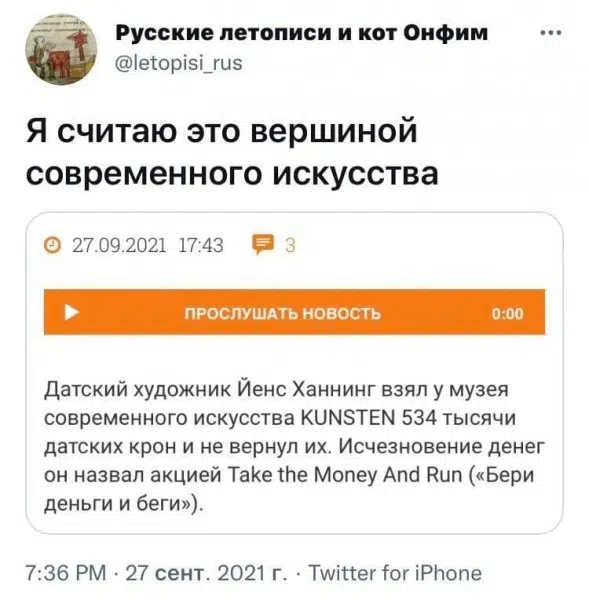 Русские летописи и кот Онфим
@letopisi_rus
Я считаю это вершиной
современного искусства
27.09.2021 17:43 3
ПРОСЛУШАТЬ НОВОСТЬ 0:00
Датский художник Йенс Ханнинг взял у музея
современного искусства KUNSTEN 534 тысячи
датских крон и не вернул их. Исчезновение денег
он назвал акцией Take the Money And Run («Бери
деньги и беги»).
7:36 PM · 27 сент. 2021 г. · Twitter for iPhone